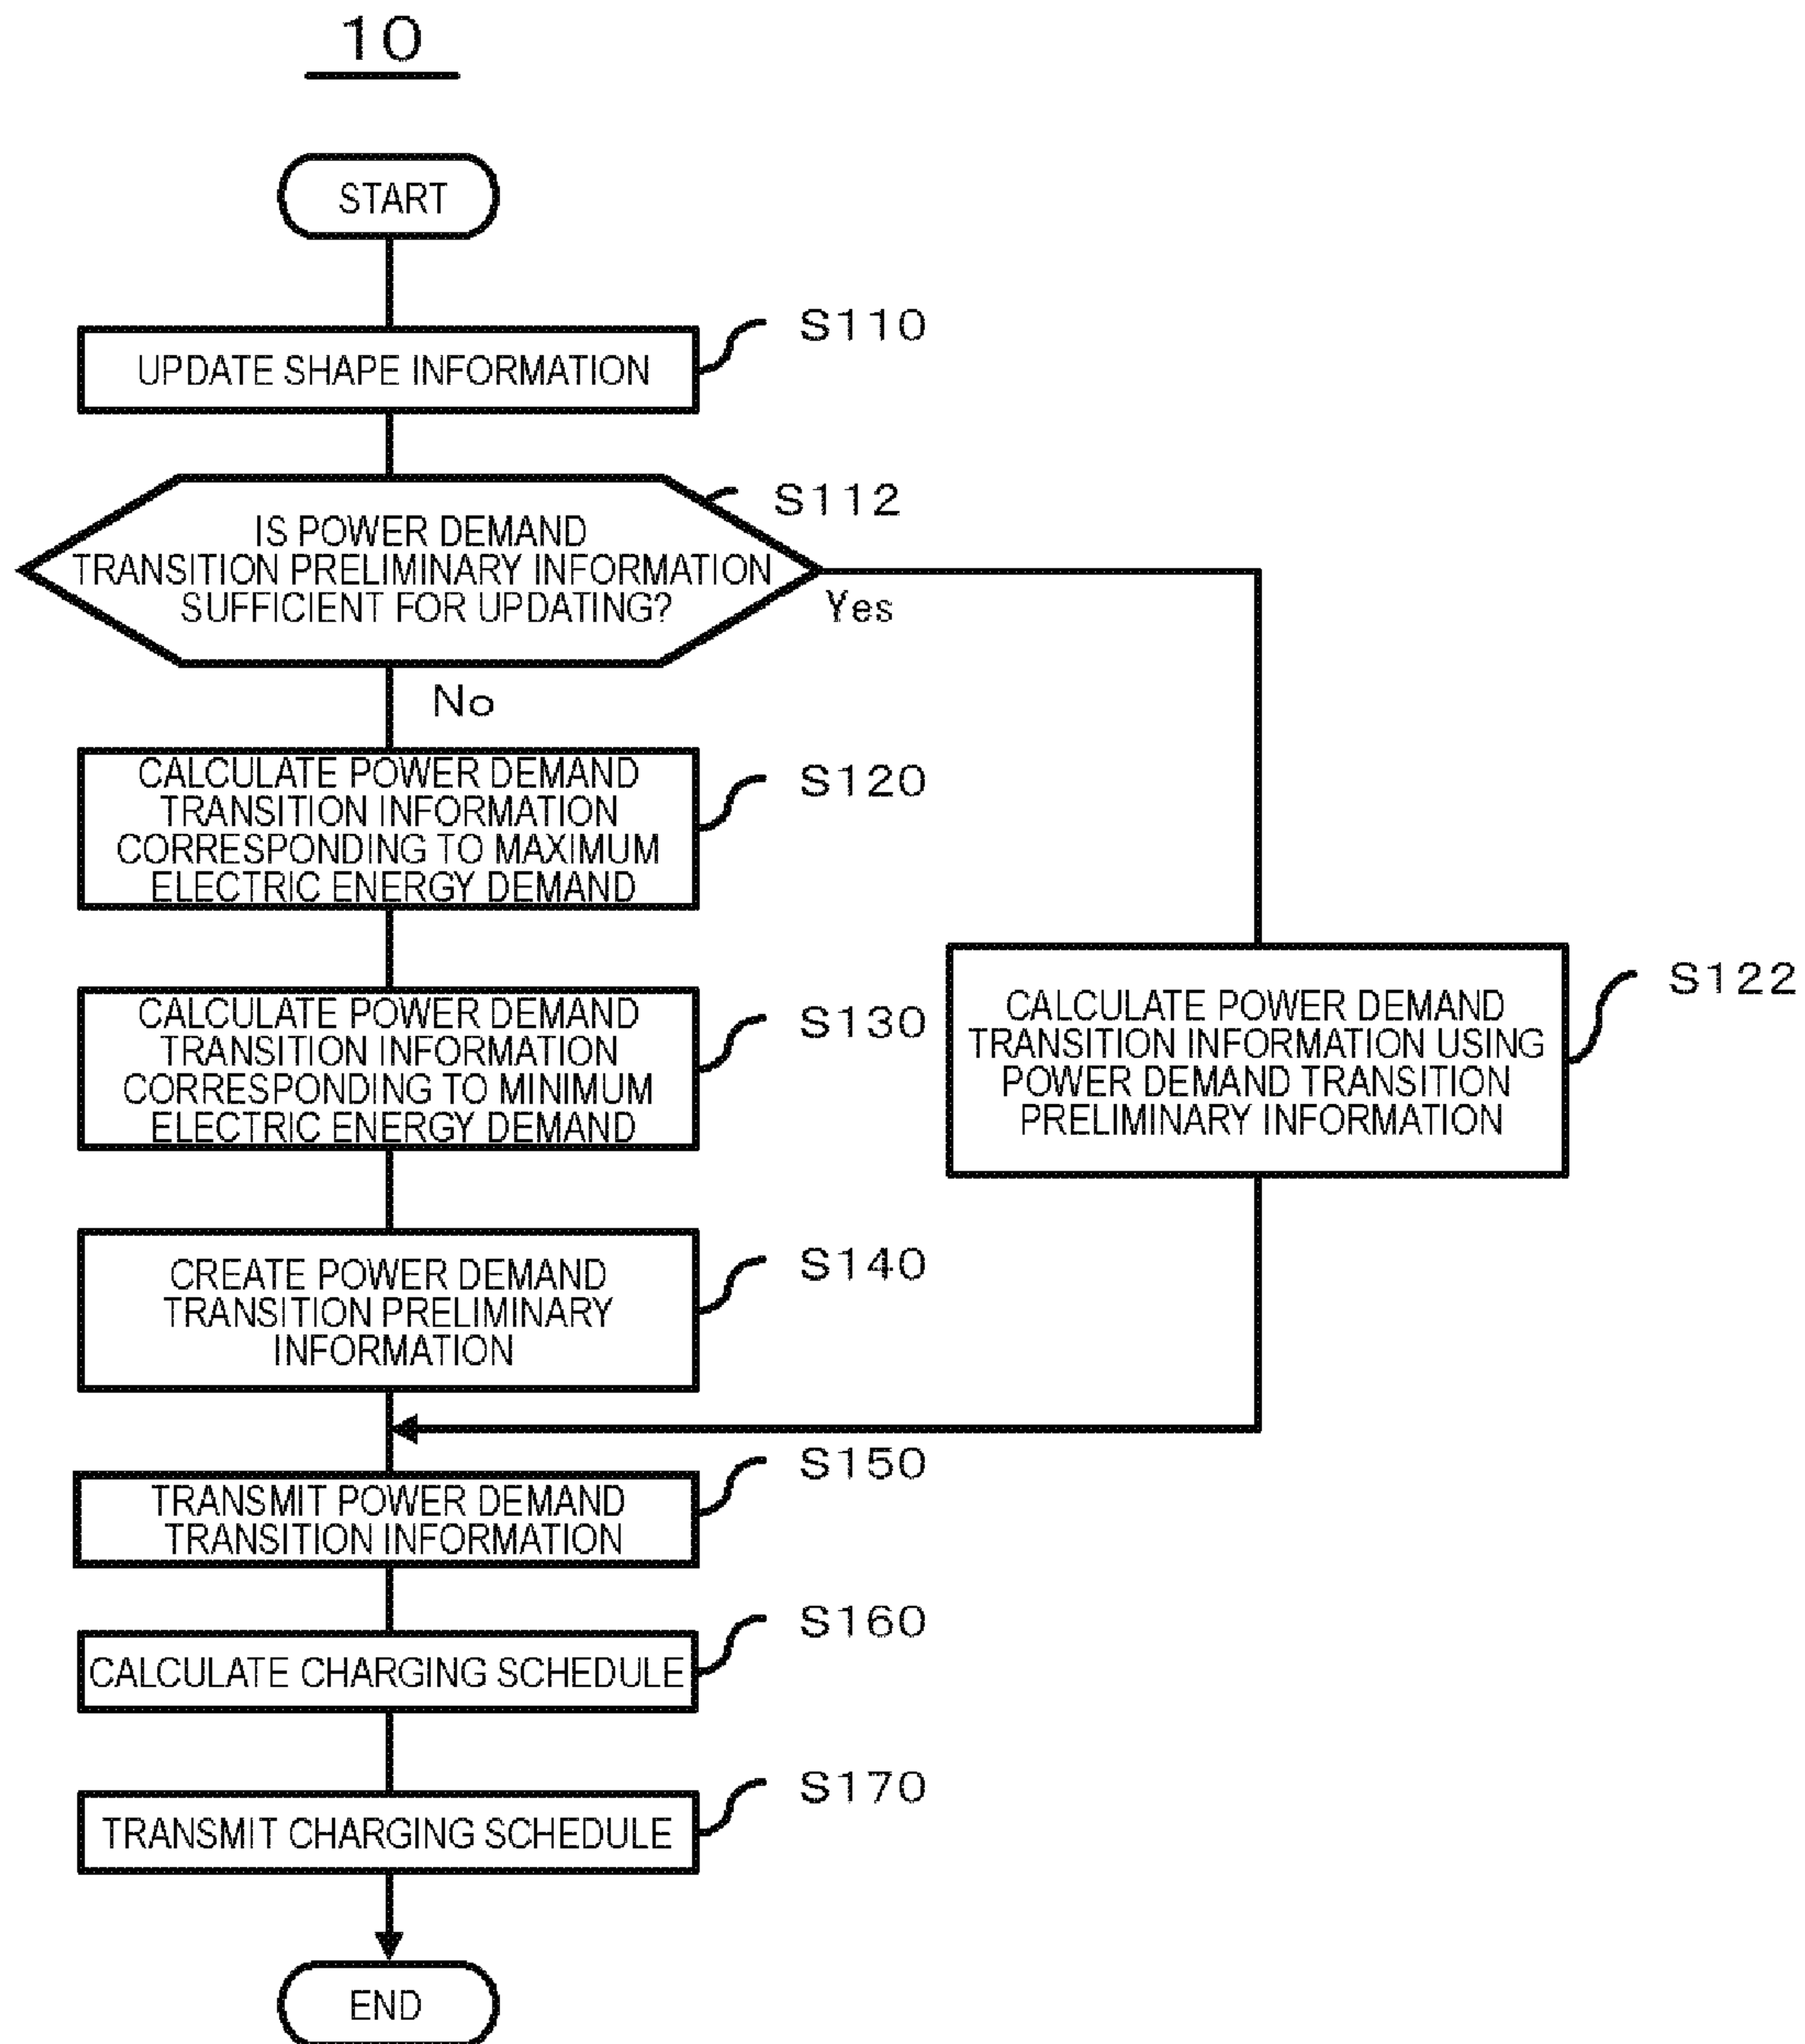 10
START
S110
UPDATE SHAPE INFORMATION
S112
IS POWER DEMAND
TRANSITION PRELIMINARY INFORMATION
SUFFICIENT FOR UPDATING?
Yes
No
CALCULATE POWER DEMAND
TRANSITION INFORMATION
CORRESPONDING TO MAXIMUM
ELECTRIC ENERGY DEMAND
S120
CALCULATE POWER DEMAND
TRANSITION INFORMATION
CORRESPONDING TO MINIMUM
ELECTRIC ENERGY DEMAND
S130
CALCULATE POWER DEMAND
TRANSITION INFORMATION USING
POWER DEMAND TRANSITION
PRELIMINARY INFORMATION
S122
CREATE POWER DEMAND
TRANSITION PRELIMINARY
INFORMATION
S140
TRANSMIT POWER DEMAND
TRANSITION INFORMATION
S150
CALCULATE CHARGING SCHEDULE
S160
TRANSMIT CHARGING SCHEDULE
S170
END